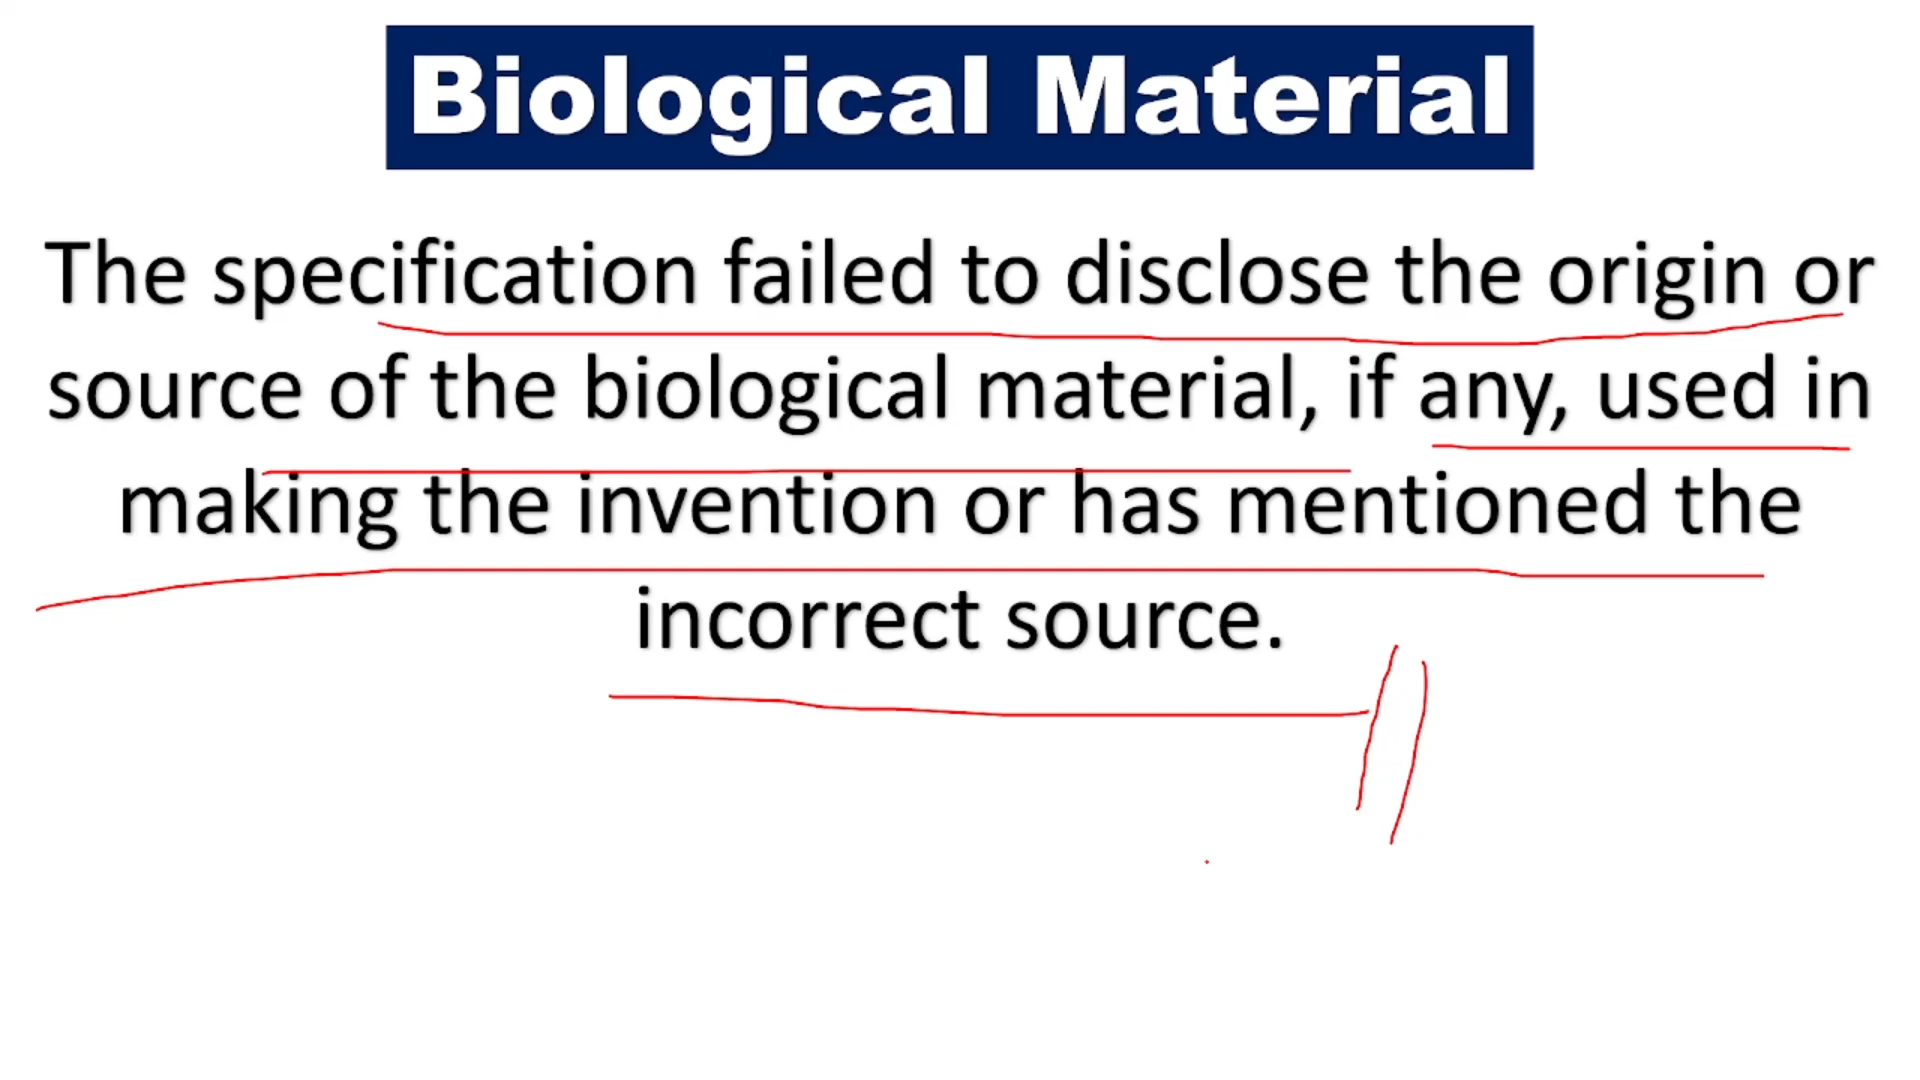 Biological Material
The specification failed to disclose the origin or
source of the biological material, if any, used in
making the invention or has mentioned the
incorrect source.